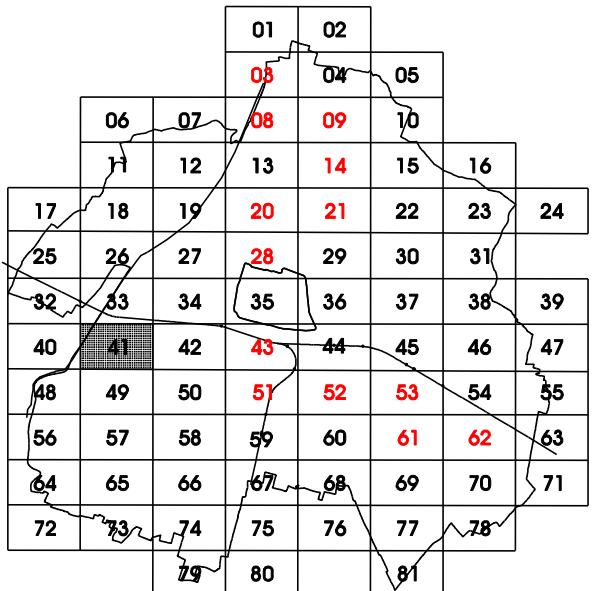 01 02
03 04 05
06 07 08 09 10
11 12 13 14 15 16
17 18 19 20 21 22 23 24
25 26 27 28 29 30 31
32 33 34 35 36 37 38 39
40 41 42 43 44 45 46 47
48 49 50 51 52 53 54 55
56 57 58 59 60 61 62 63
64 65 66 67 68 69 70 71
72 73 74 75 76 77 78
79 80 81